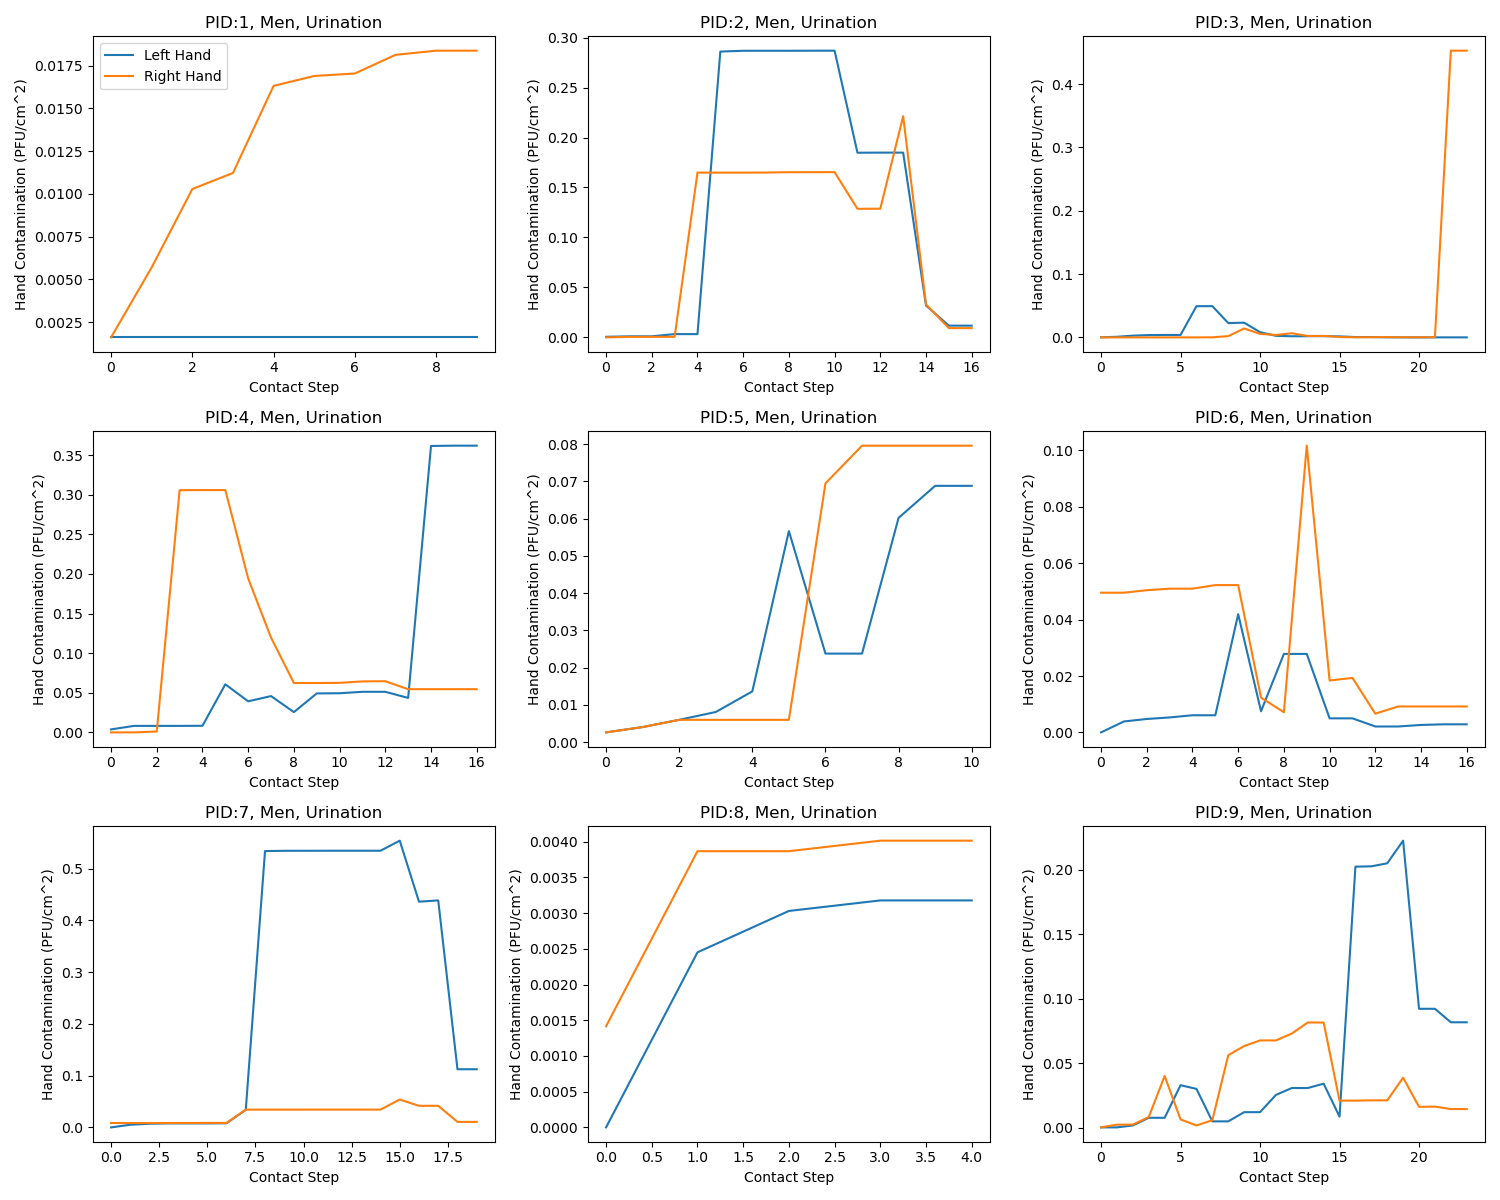 PID:1, Men, Urination
Left Hand
Right Hand
Hand Contamination (PFU/cm^2)
0.0175
0.0150
0.0125
0.0100
0.0075
0.0050
0.0025
0 2 4 6 8
Contact Step
PID:2, Men, Urination
Hand Contamination (PFU/cm^2)
0.30
0.25
0.20
0.15
0.10
0.05
0.00
0 2 4 6 8 10 12 14 16
Contact Step
PID:3, Men, Urination
Hand Contamination (PFU/cm^2)
0.4
0.3
0.2
0.1
0.0
0 5 10 15 20
Contact Step
PID:4, Men, Urination
Hand Contamination (PFU/cm^2)
0.35
0.30
0.25
0.20
0.15
0.10
0.05
0.00
0 2 4 6 8 10 12 14 16
Contact Step
PID:5, Men, Urination
Hand Contamination (PFU/cm^2)
0.08
0.07
0.06
0.05
0.04
0.03
0.02
0.01
0.00
0 2 4 6 8 10
Contact Step
PID:6, Men, Urination
Hand Contamination (PFU/cm^2)
0.10
0.08
0.06
0.04
0.02
0.00
0 2 4 6 8 10 12 14 16
Contact Step
PID:7, Men, Urination
Hand Contamination (PFU/cm^2)
0.5
0.4
0.3
0.2
0.1
0.0
0.0 2.5 5.0 7.5 10.0 12.5 15.0 17.5
Contact Step
PID:8, Men, Urination
Hand Contamination (PFU/cm^2)
0.0040
0.0035
0.0030
0.0025
0.0020
0.0015
0.0010
0.0005
0.0000
0.0 0.5 1.0 1.5 2.0 2.5 3.0 3.5 4.0
Contact Step
PID:9, Men, Urination
Hand Contamination (PFU/cm^2)
0.20
0.15
0.10
0.05
0.00
0 5 10 15 20
Contact Step